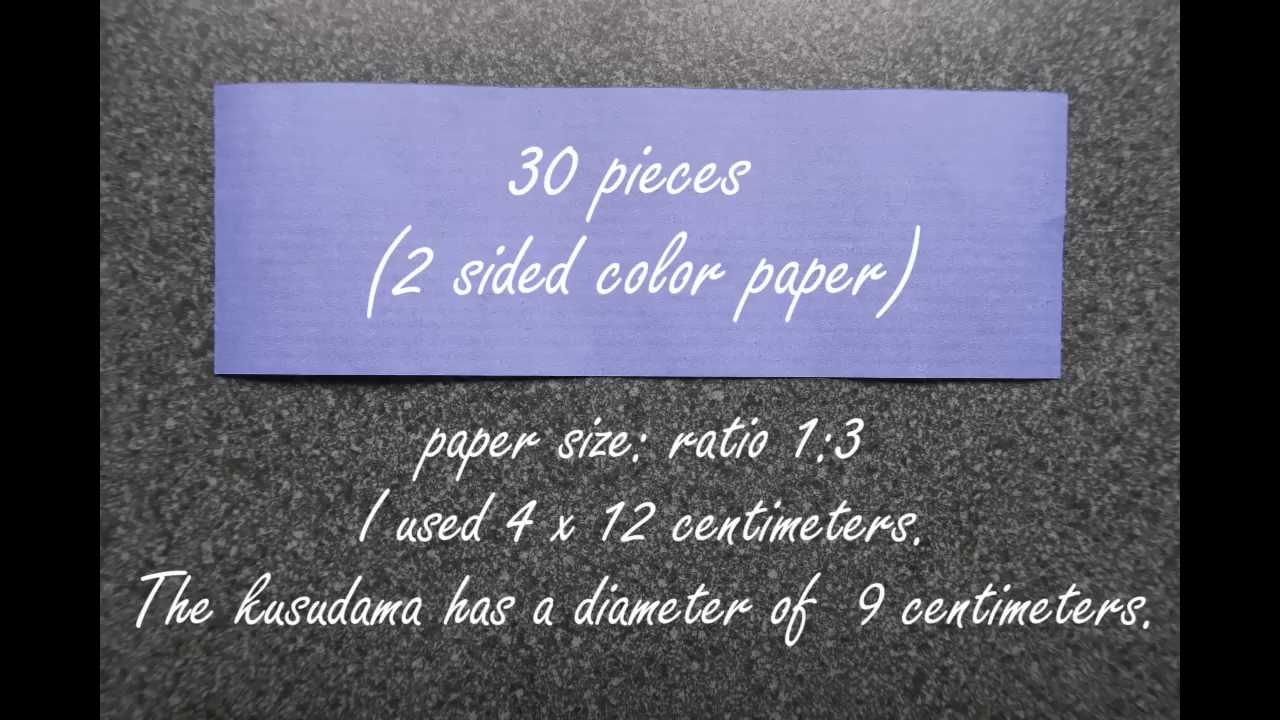 30 pieces
(2 sided color paper)
paper size: ratio 1:3
I used 4 x 12 centimeters.
The kusudama has a diameter of 9 centimeters.